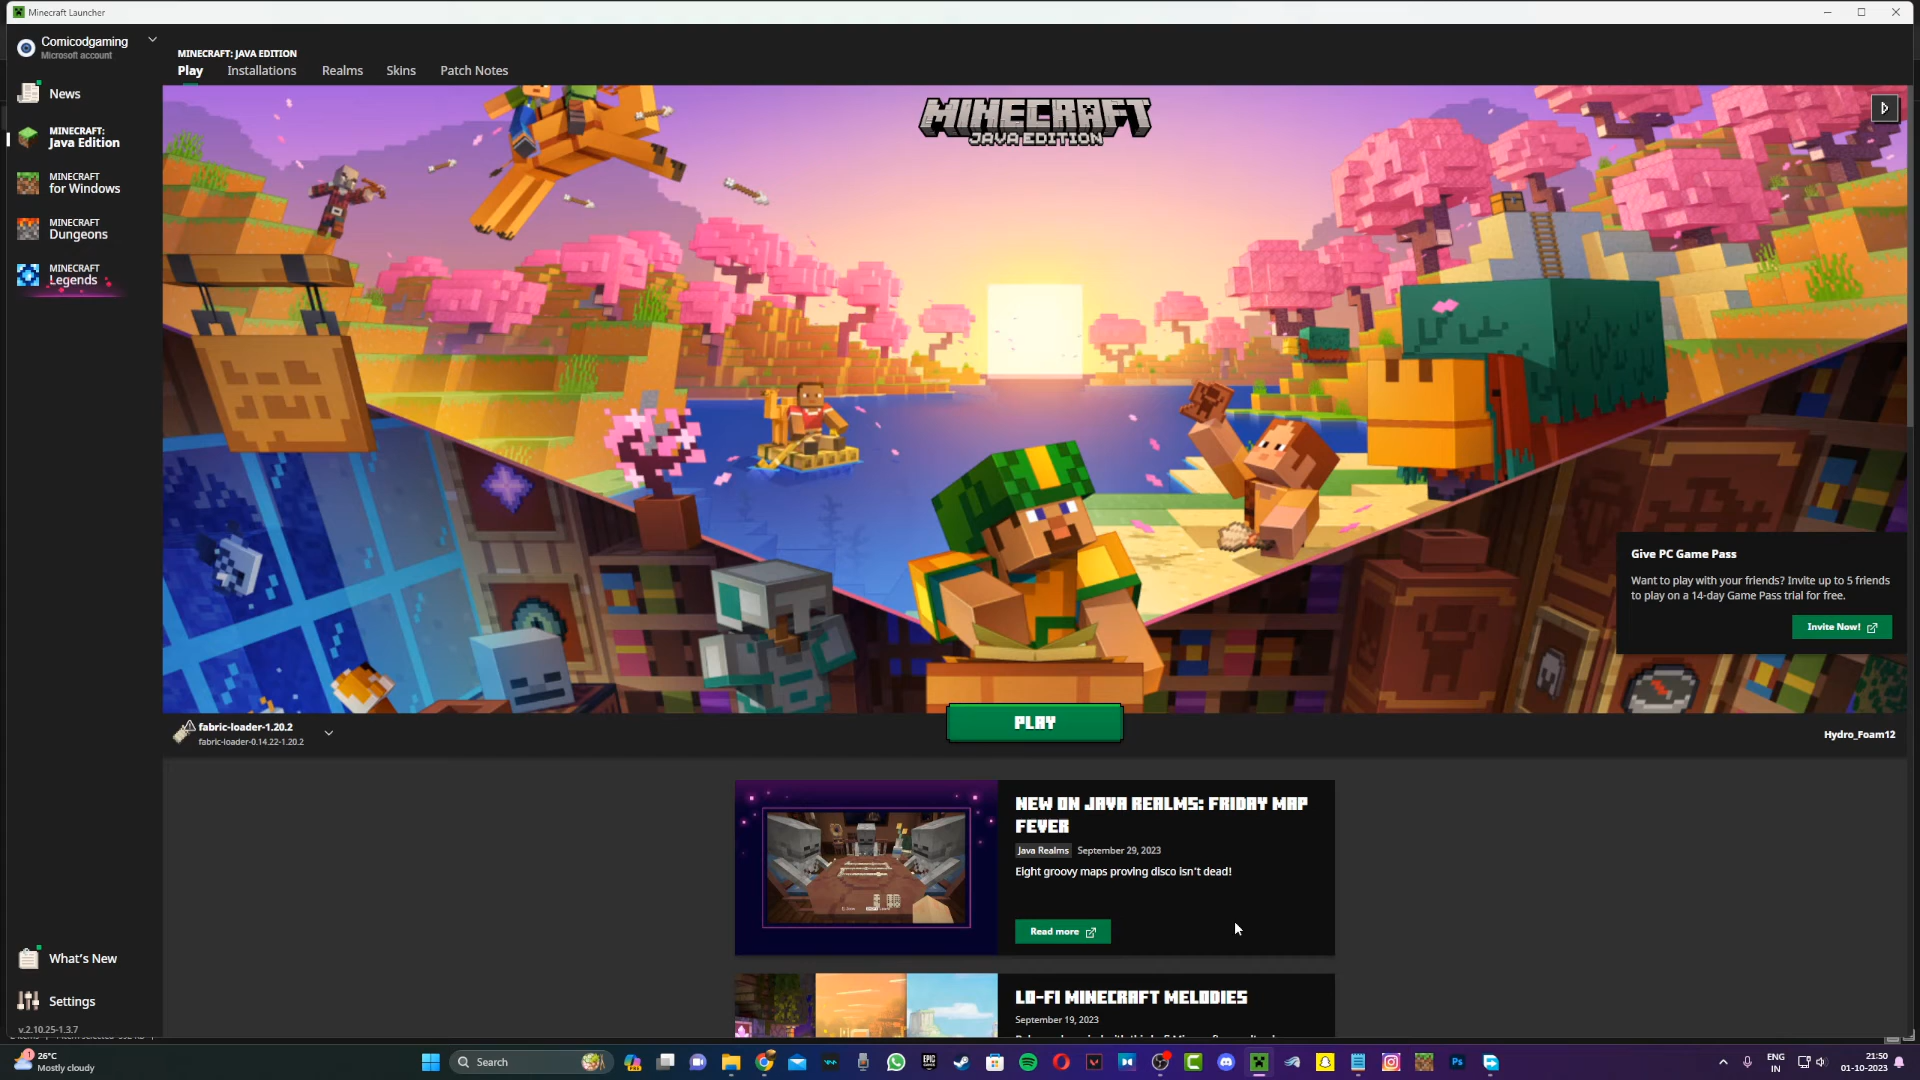 Minecraft Launcher
Comicodgaming
Microsoft account
MINECRAFT: JAVA EDITION
Play
Installations
Realms
Skins
Patch Notes
News
MINECRAFT:
Java Edition
MINECRAFT
for Windows
MINECRAFT
Dungeons
MINECRAFT
Legends
MINECRAFT
JAVA EDITION
Give PC Game Pass
Want to play with your friends? Invite up to 5 friends
to play on a 14-day Game Pass trial for free.
Invite Now!
fabric-loader-1.20.2
fabric-loader-0.14.22-1.20.2
PLAY
Hydro_Foam12
NEW ON JAVA REALMS: FRIDAY MAP
FEVER
Java Realms September 29, 2023
Eight groovy maps proving disco isn't dead!
Read more
LO-FI MINECRAFT MELODIES
September 19, 2023
What's New
Settings
v.2.10.25-1.3.7
26°C
Mostly cloudy
Search
ENG
IN
21:50
01-10-2023